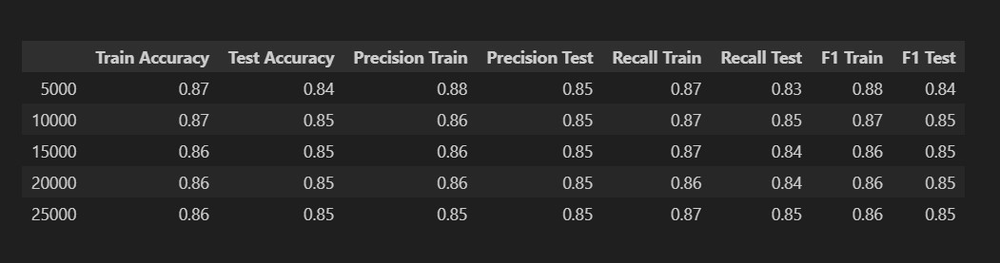 Train Accuracy Test Accuracy Precision Train Precision Test Recall Train Recall Test F1 Train F1 Test
5000 0.87 0.84 0.88 0.85 0.87 0.83 0.88 0.84
10000 0.87 0.85 0.86 0.85 0.87 0.85 0.87 0.85
15000 0.86 0.85 0.86 0.85 0.87 0.84 0.86 0.85
20000 0.86 0.85 0.86 0.85 0.86 0.84 0.86 0.85
25000 0.86 0.85 0.85 0.85 0.87 0.85 0.86 0.85